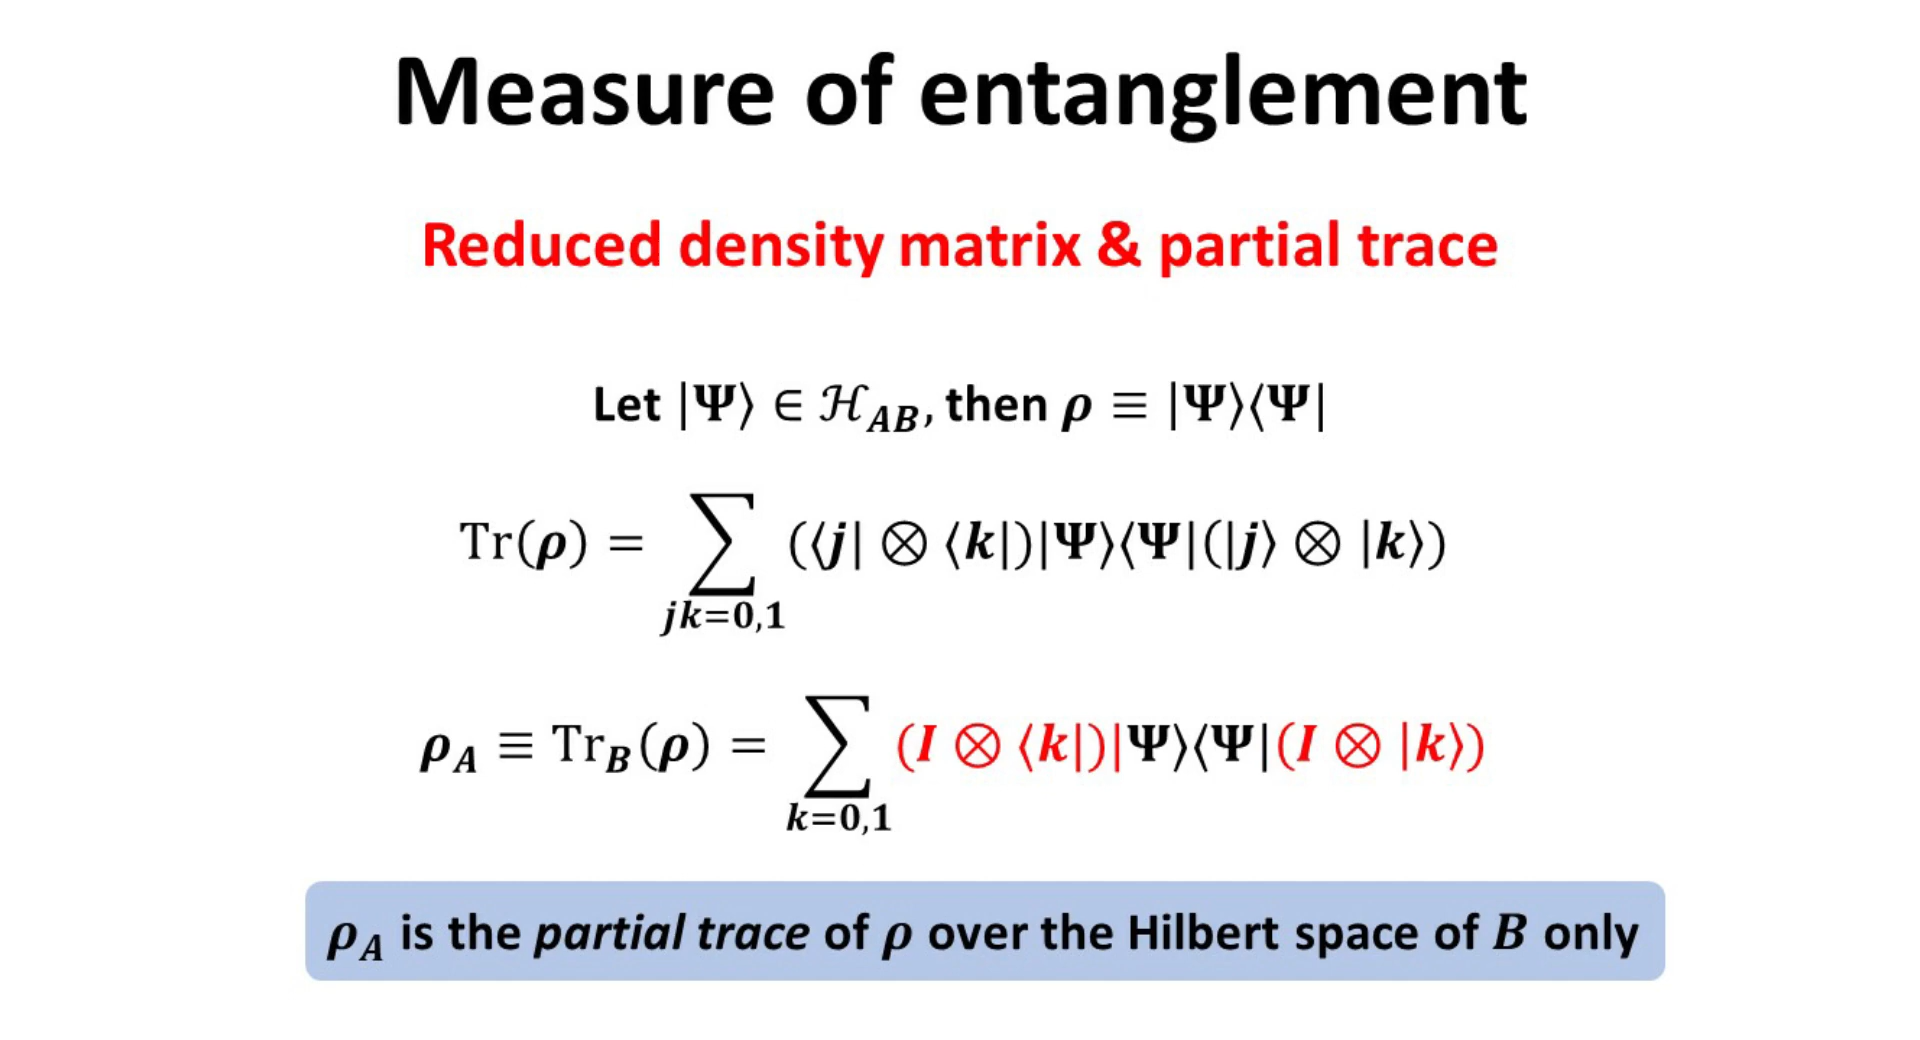 Measure of entanglement
Reduced density matrix & partial trace
Let |Ψ⟩ ∈ ℋ_AB, then ρ ≡ |Ψ⟩⟨Ψ|
Tr(ρ) = ∑_{jk=0,1} (⟨j| ⊗ ⟨k|)|Ψ⟩⟨Ψ|(|j⟩ ⊗ |k⟩)
ρ_A ≡ Tr_B(ρ) = ∑_{k=0,1} (I ⊗ ⟨k|)|Ψ⟩⟨Ψ|(I ⊗ |k⟩)
ρ_A is the partial trace of ρ over the Hilbert space of B only